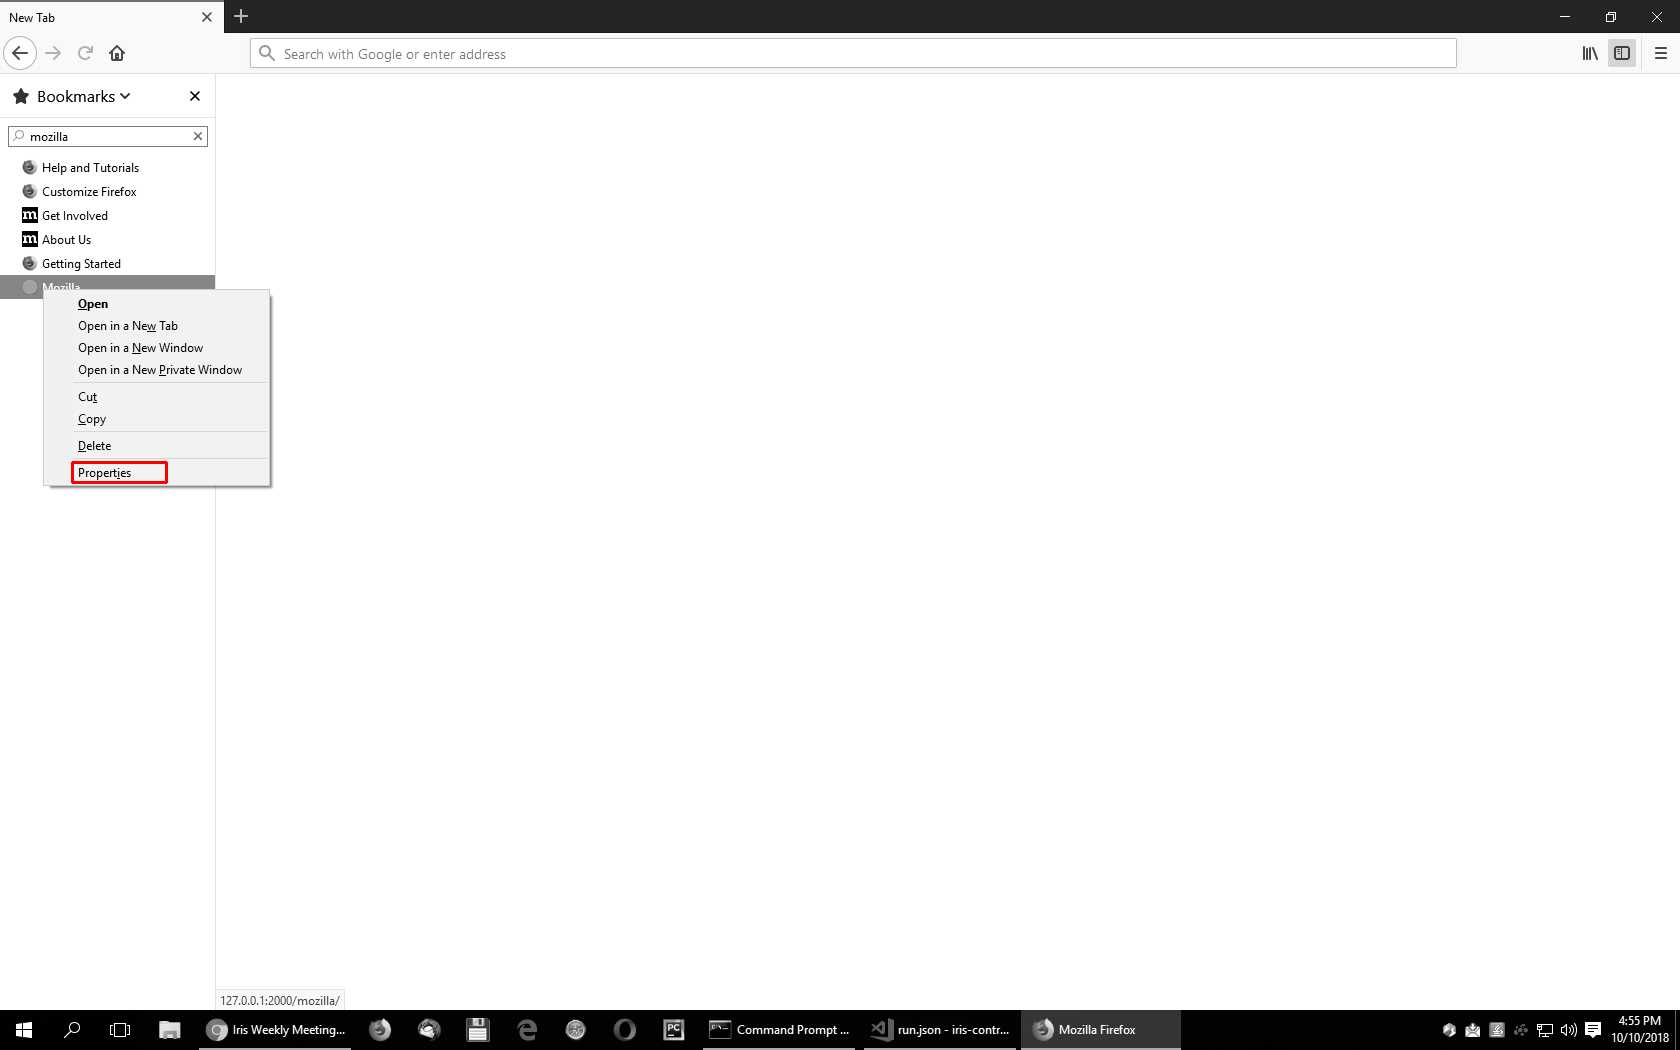 New Tab
Search with Google or enter address
Bookmarks
mozilla
Help and Tutorials
Customize Firefox
m Get Involved
m About Us
Getting Started
Mozilla
Open
Open in a New Tab
Open in a New Window
Open in a New Private Window
Cut
Copy
Delete
Properties
127.0.0.1:2000/mozilla/
Iris Weekly Meeting...
PC
Command Prompt ...
run.json - iris-contr...
Mozilla Firefox
4:55 PM
10/10/2018